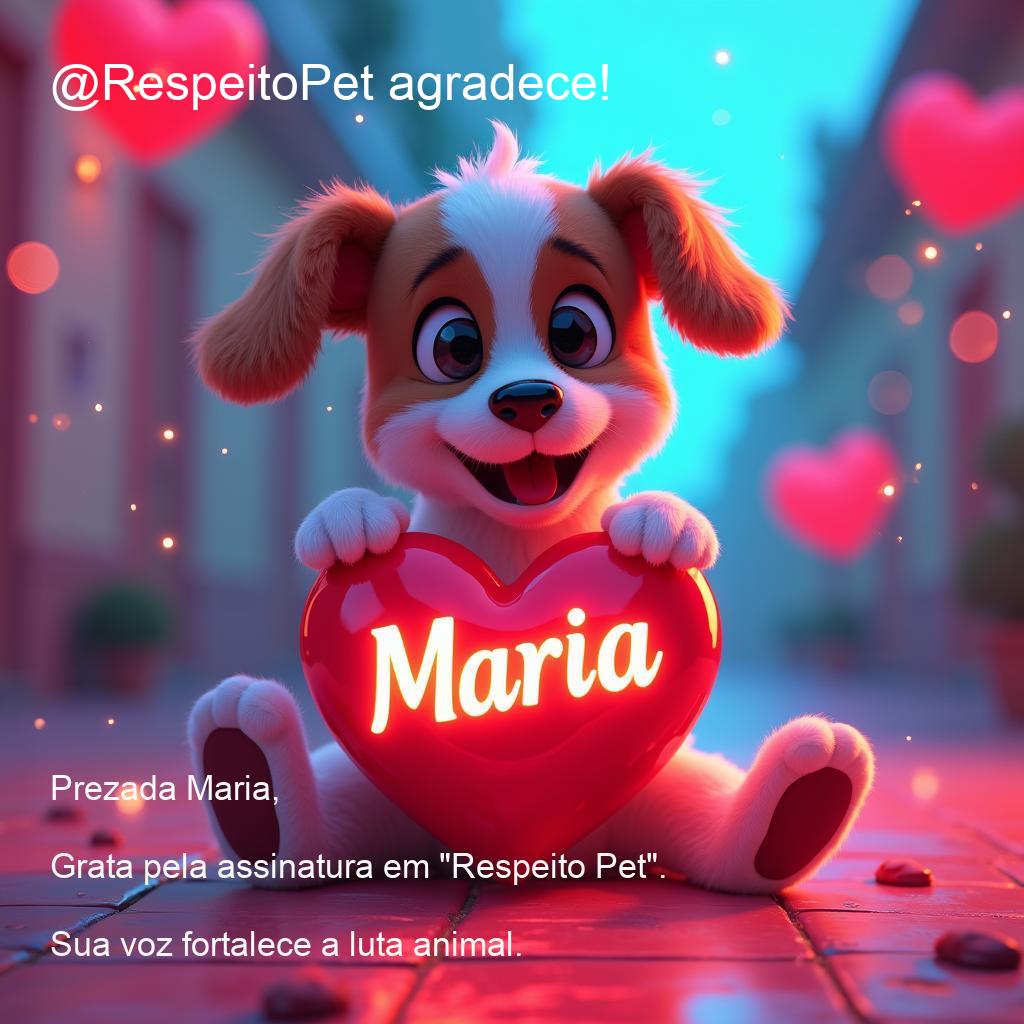 @RespeitoPet agradece!
Maria
Prezada Maria,
Grata pela assinatura em "Respeito Pet".
Sua voz fortalece a luta animal.